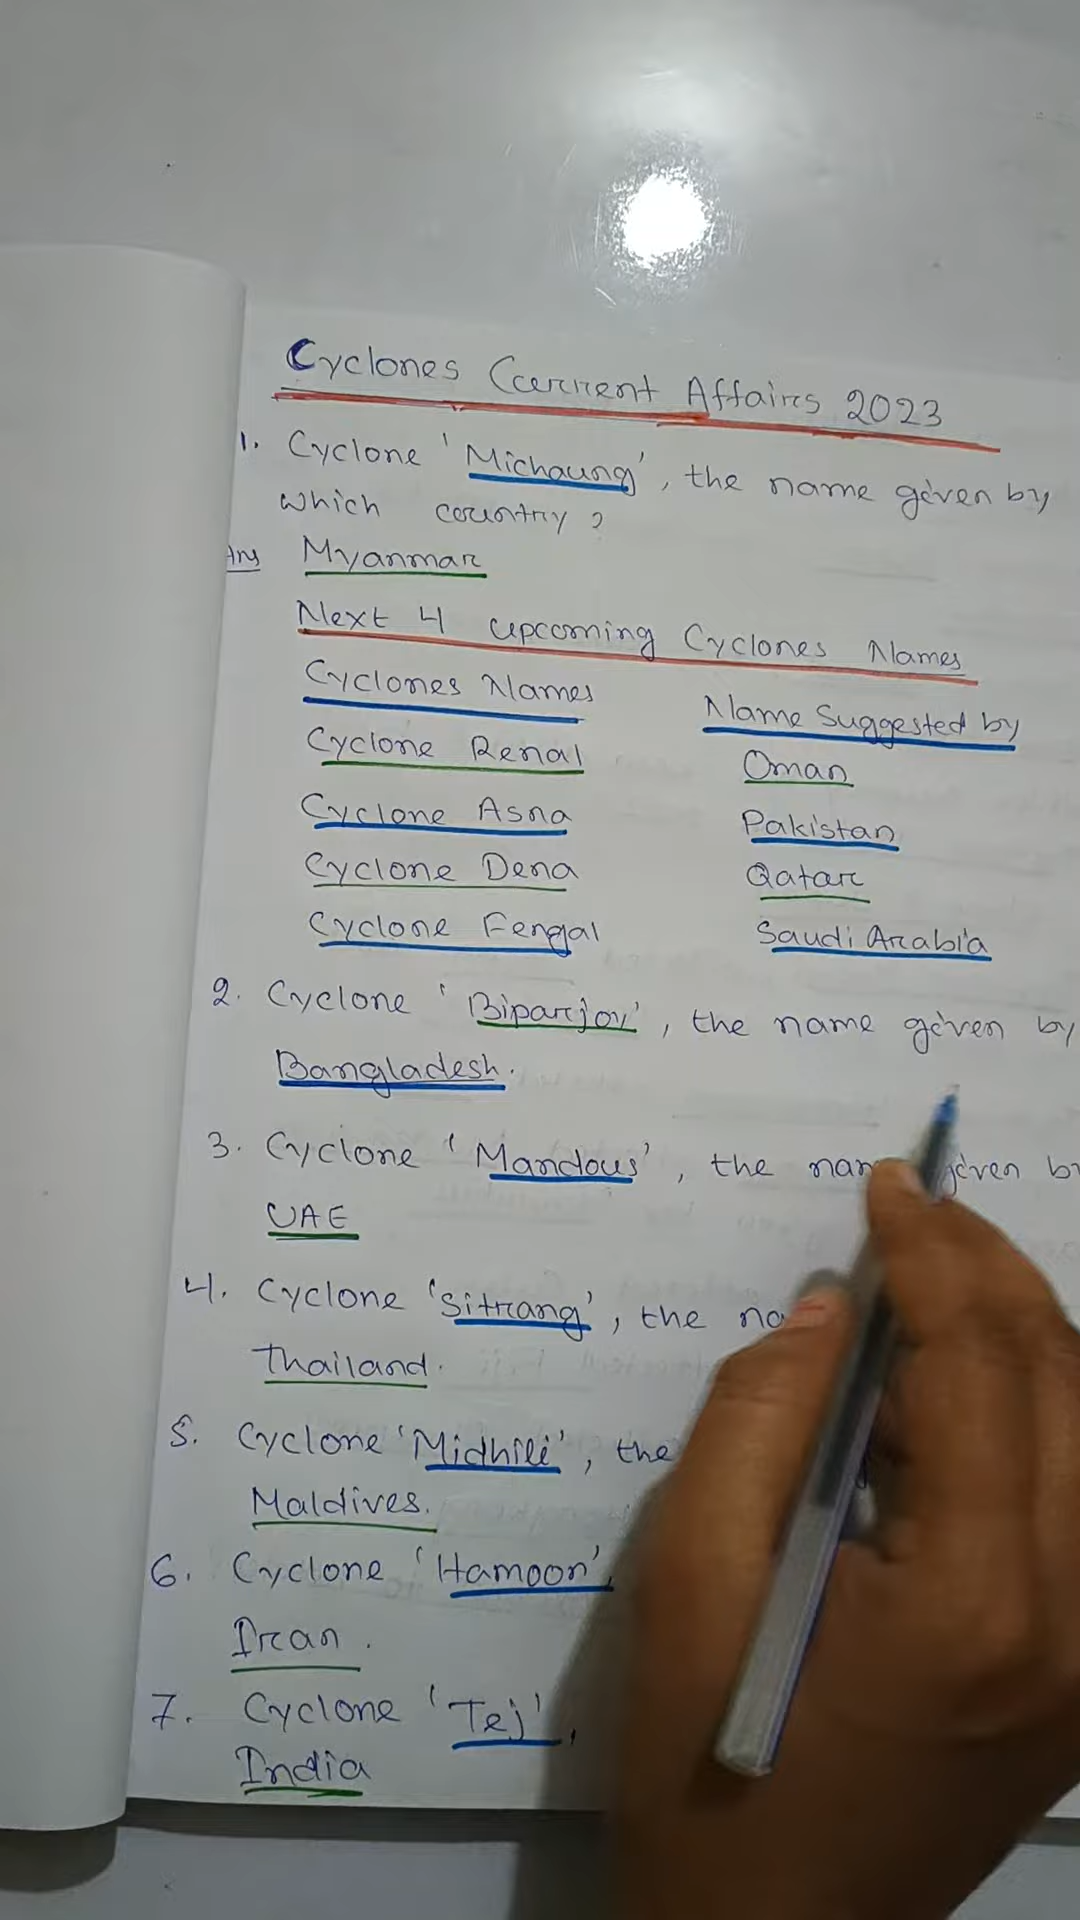 Cyclones Current Affairs 2023
1. Cyclone 'Michaung', the name given by
which country?
Ans Myanmar
Next 4 upcoming Cyclones Names
Cyclones Names Name Suggested by
Cyclone Renal Oman
Cyclone Asna Pakistan
Cyclone Dena Qatar
Cyclone Fengal Saudi Arabia
2. Cyclone 'Biparjoy', the name given by
Bangladesh.
3. Cyclone 'Mandous', the name given by
UAE
4. Cyclone 'Sitrang', the
Thailand.
5. Cyclone 'Midhili', the
Maldives.
6. Cyclone 'Hamoon',
Iran.
7. Cyclone 'Tej',
India